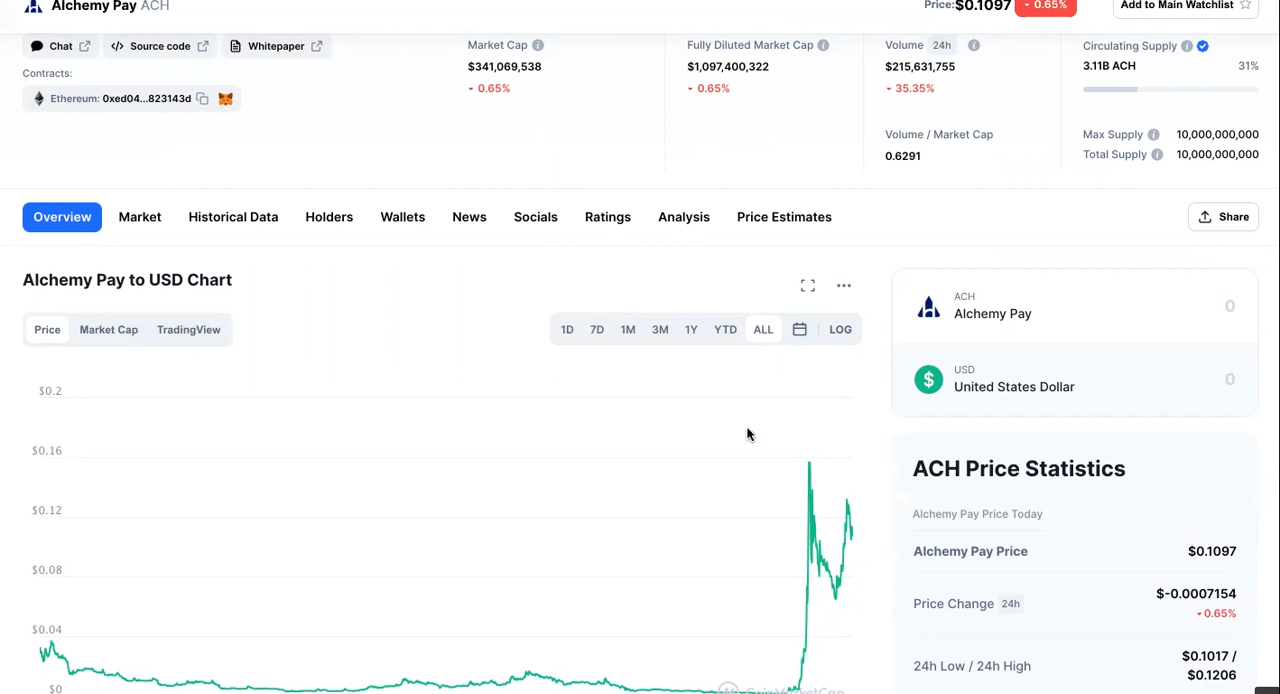 Alchemy Pay ACH
Price: $0.1097 0.65%
Add to Main Watchlist
Chat Source code Whitepaper
Contracts:
Ethereum: 0xed04...823143d
Market Cap
$341,069,538
0.65%
Fully Diluted Market Cap
$1,097,400,322
0.65%
Volume 24h
$215,631,755
35.35%
Volume / Market Cap
0.6291
Circulating Supply
3.11B ACH 31%
Max Supply 10,000,000,000
Total Supply 10,000,000,000
Overview Market Historical Data Holders Wallets News Socials Ratings Analysis Price Estimates Share
Alchemy Pay to USD Chart
Price Market Cap TradingView
1D 7D 1M 3M 1Y YTD ALL LOG
$0.2
$0.16
$0.12
$0.08
$0.04
$0
CoinMarketCap
ACH
Alchemy Pay 0
USD
United States Dollar 0
ACH Price Statistics
Alchemy Pay Price Today
Alchemy Pay Price $0.1097
Price Change 24h $-0.0007154
0.65%
24h Low / 24h High $0.1017 /
$0.1206